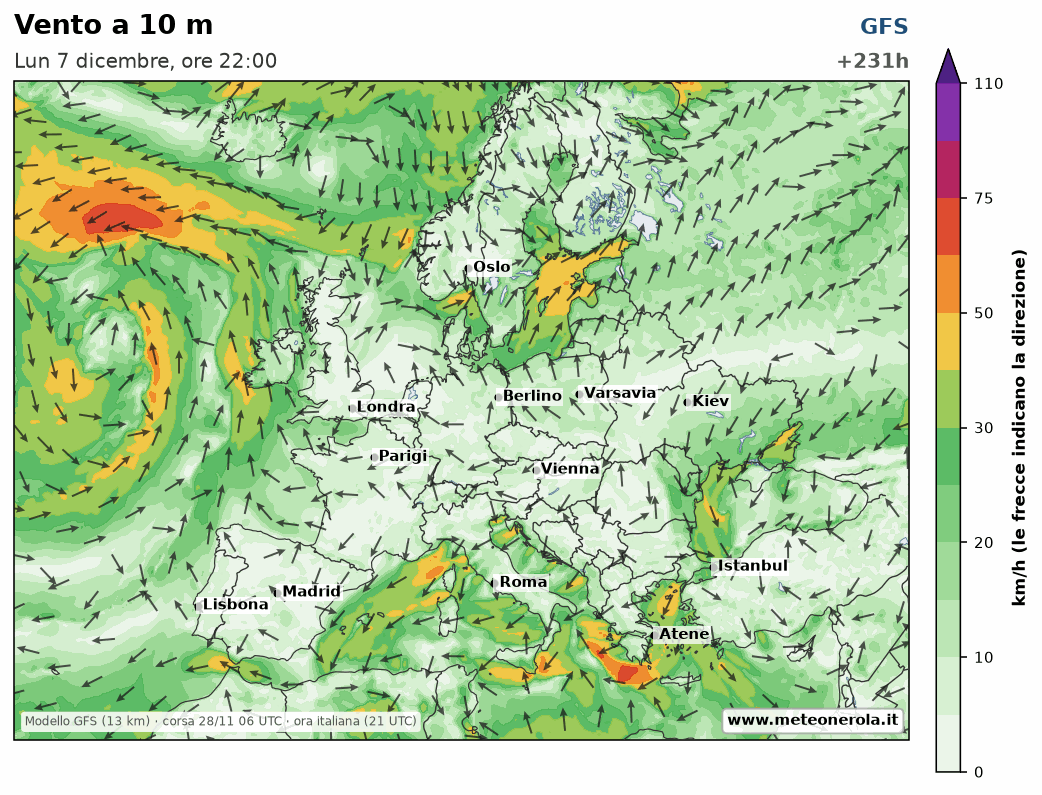 Vento a 10 m
GFS
Lun 7 dicembre, ore 22:00
+231h
110
75
50
30
20
10
0
km/h (le frecce indicano la direzione)
Oslo
Berlino
Varsavia
Kiev
Londra
Parigi
Vienna
Istanbul
Roma
Madrid
Lisbona
Atene
Modello GFS (13 km) · corsa 28/11 06 UTC · ora italiana (21 UTC)
www.meteonerola.it